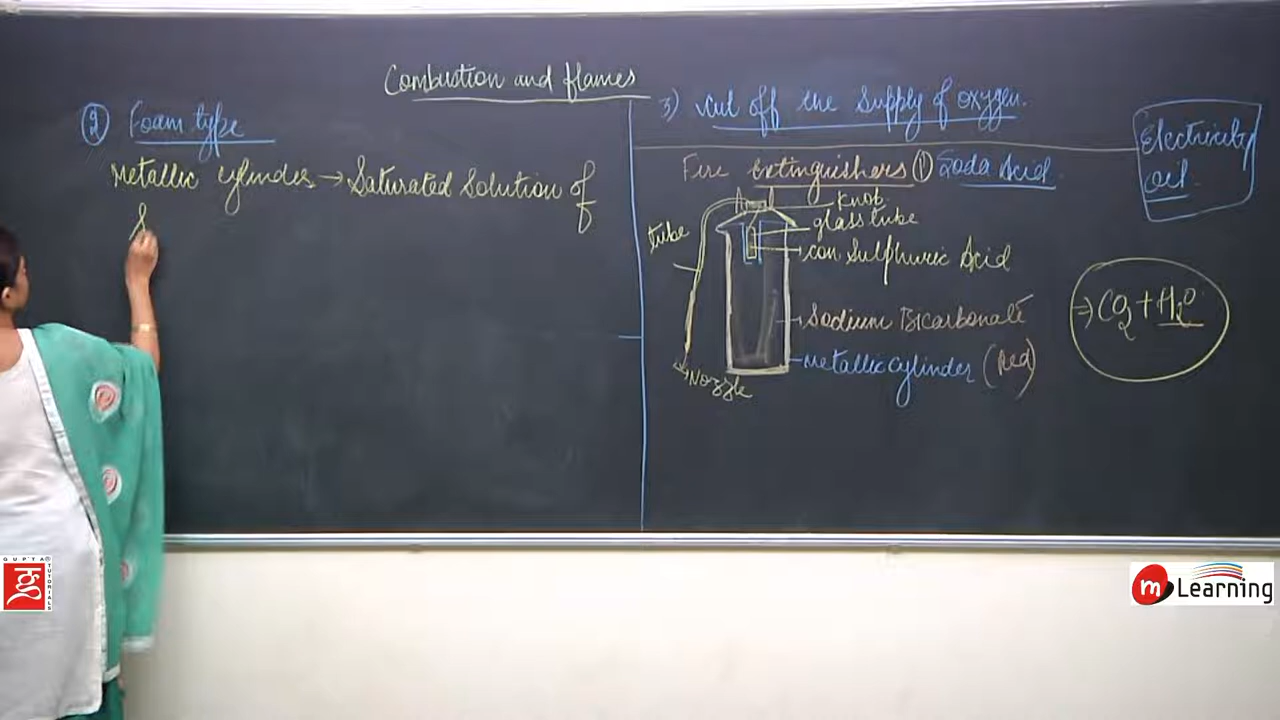 Combustion and flames
② Foam type
Metallic cylinder → Saturated Solution of
S
3) Cut off the Supply of oxygen.
Electricity
oil.
Fire Extinguishers ① Soda Acid
Knob
glass tube
tube
con Sulphuric Acid
Sodium Bicarbonate
Metallic cylinder (Red)
Nozzle
⇒ CO2 + H2O
GUPTA
TUTORIALS
m Learning